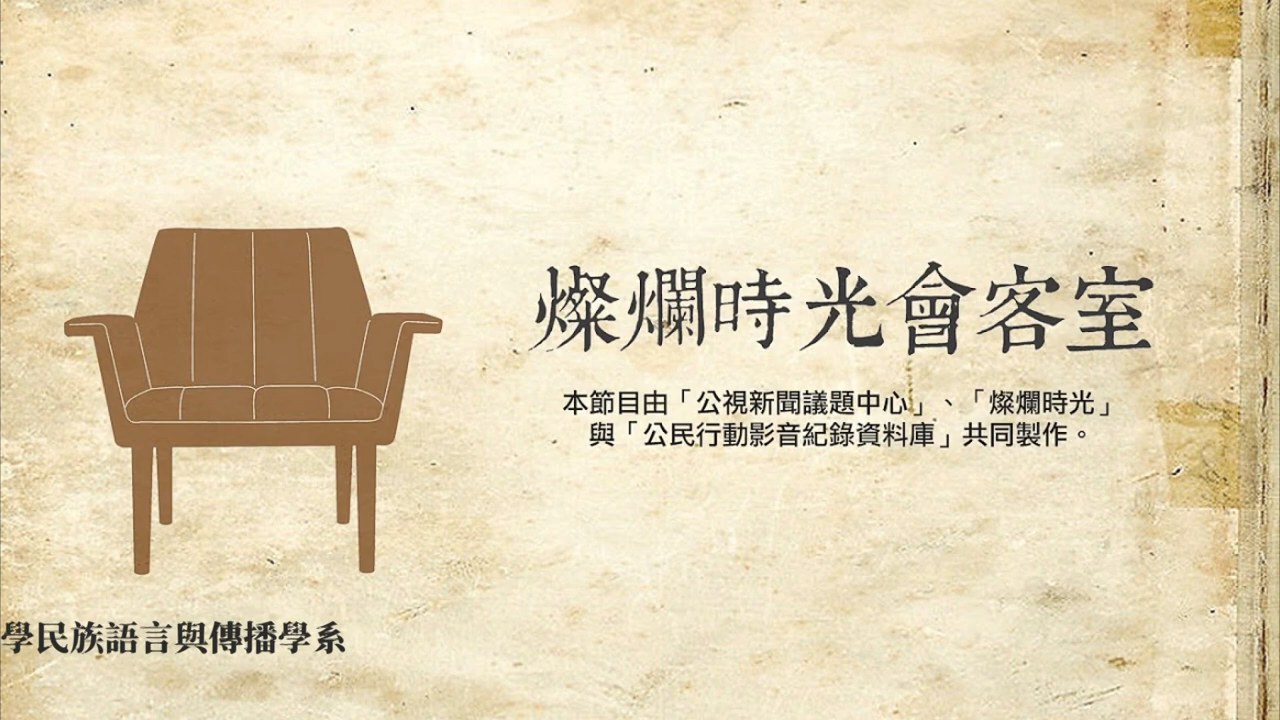 燦爛時光會客室
本節目由「公視新聞議題中心」、「燦爛時光」
與「公民行動影音紀錄資料庫」共同製作。
學民族語言與傳播學系